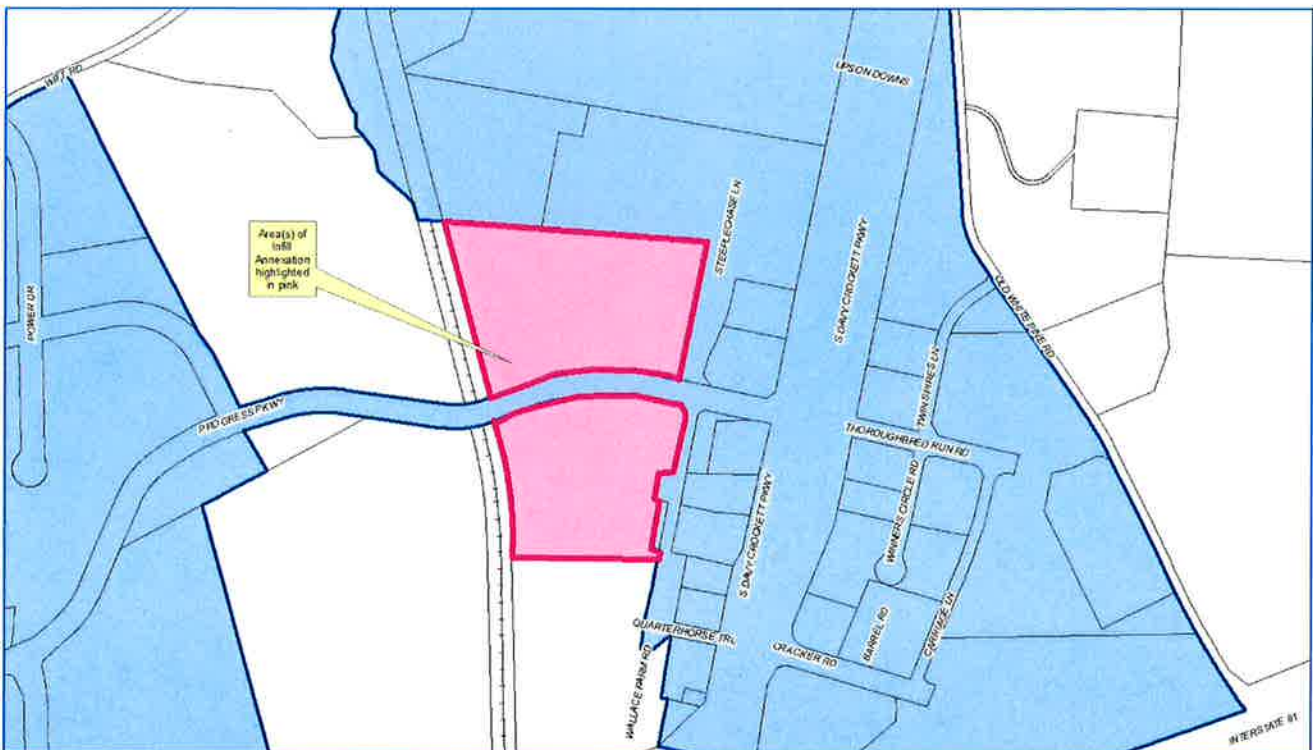 WITT RD
UPSON DOWNS
STEEPLECHASE LN
Area(s) of
Infill
Annexation
highlighted
in pink
S DAVY CROCKETT PKWY
OLD WHITE PINE RD
POWER DR
TWIN SPIRES LN
PROGRESS PKWY
THOROUGHBRED RUN RD
WINNERS CIRCLE RD
S DAVY CROCKETT PKWY
QUARTERHORSE TRL
CRACKER RD
BARREL RD
CARRIAGE LN
WALLACE FARM RD
INTERSTATE 81